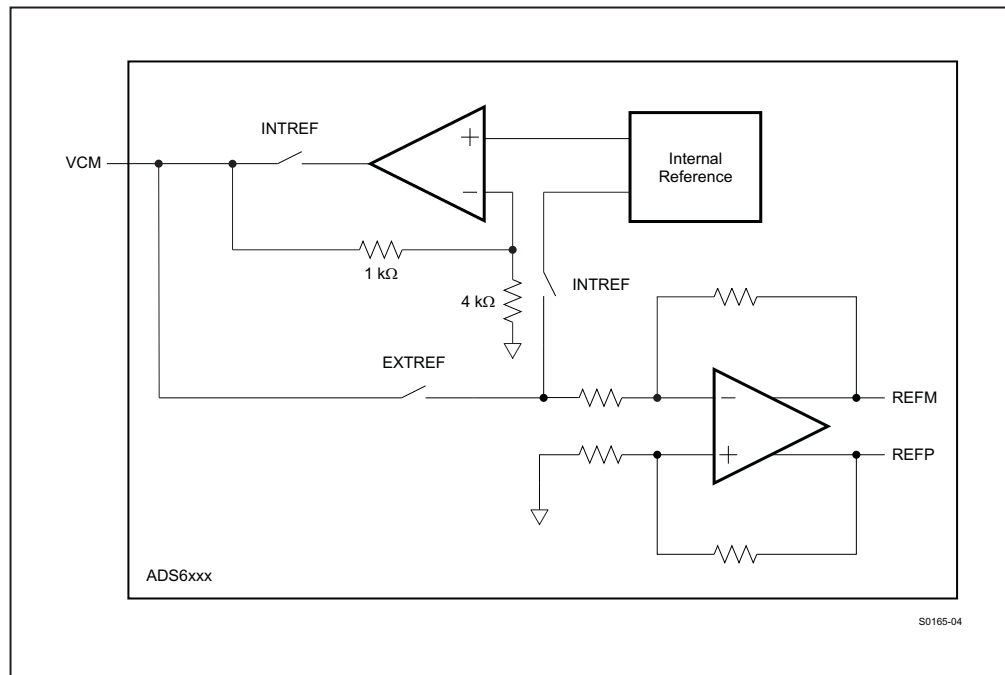 INTREF
VCM
+
−
Internal
Reference
1 kΩ
4 kΩ
INTREF
EXTREF
−
+
REFM
REFP
ADS6xxx
S0165-04